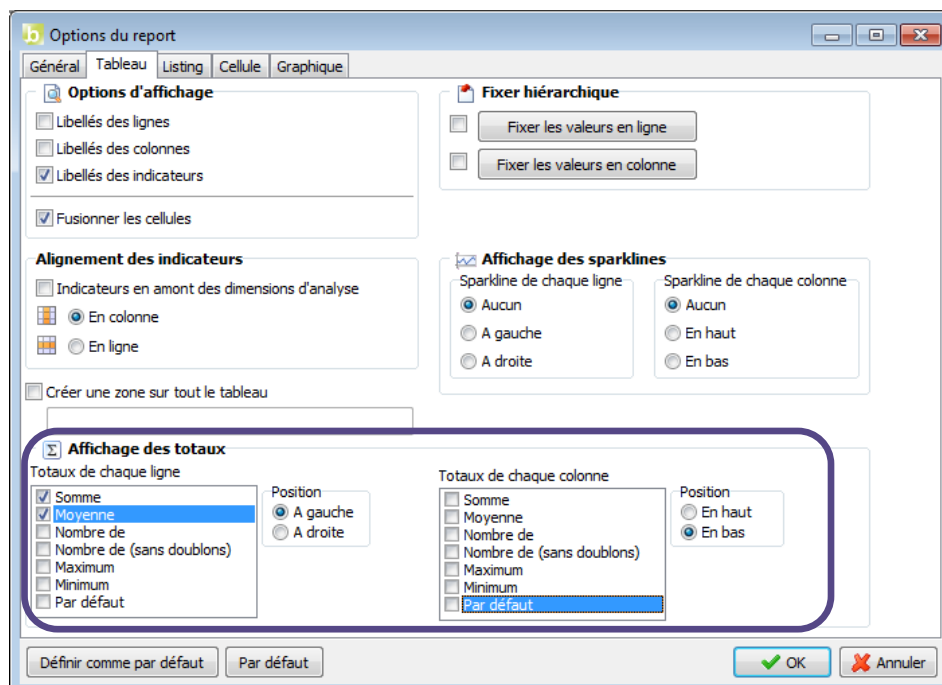 Options du report
Général Tableau Listing Cellule Graphique
Options d'affichage
Libellés des lignes
Libellés des colonnes
Libellés des indicateurs
Fusionner les cellules
Fixer hiérarchique
Fixer les valeurs en ligne
Fixer les valeurs en colonne
Alignement des indicateurs
Indicateurs en amont des dimensions d'analyse
En colonne
En ligne
Affichage des sparklines
Sparkline de chaque ligne
Aucun
A gauche
A droite
Sparkline de chaque colonne
Aucun
En haut
En bas
Créer une zone sur tout le tableau
Σ Affichage des totaux
Totaux de chaque ligne
Somme
Moyenne
Nombre de
Nombre de (sans doublons)
Maximum
Minimum
Par défaut
Position
A gauche
A droite
Totaux de chaque colonne
Somme
Moyenne
Nombre de
Nombre de (sans doublons)
Maximum
Minimum
Par défaut
Position
En haut
En bas
Définir comme par défaut
Par défaut
OK
Annuler